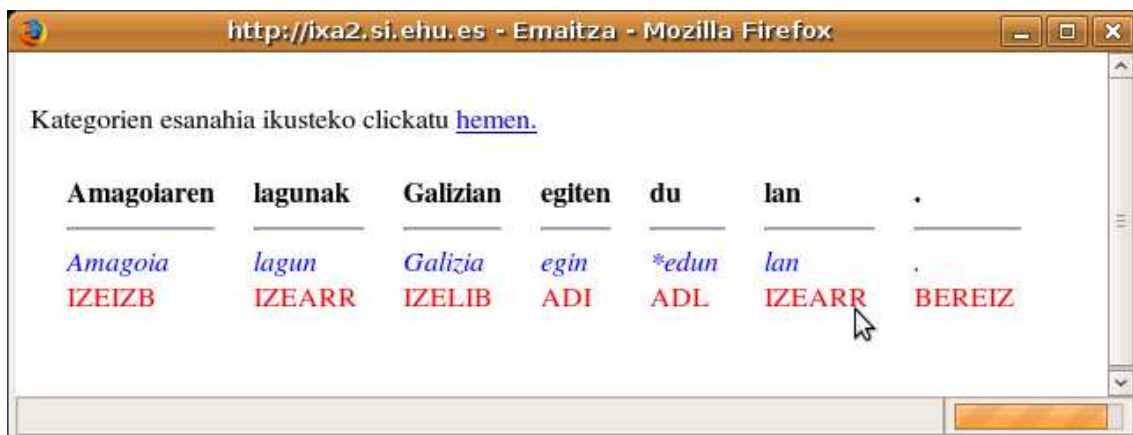 http://ixa2.si.ehu.es - Emaitza - Mozilla Firefox
Kategorien esanahia ikusteko clickatu hemen.
Amagoiaren lagunak Galizian egiten du lan .
Amagoia lagun Galizia egin *edun lan .
IZEIZB IZEARR IZELIB ADI ADL IZEARR BEREIZ